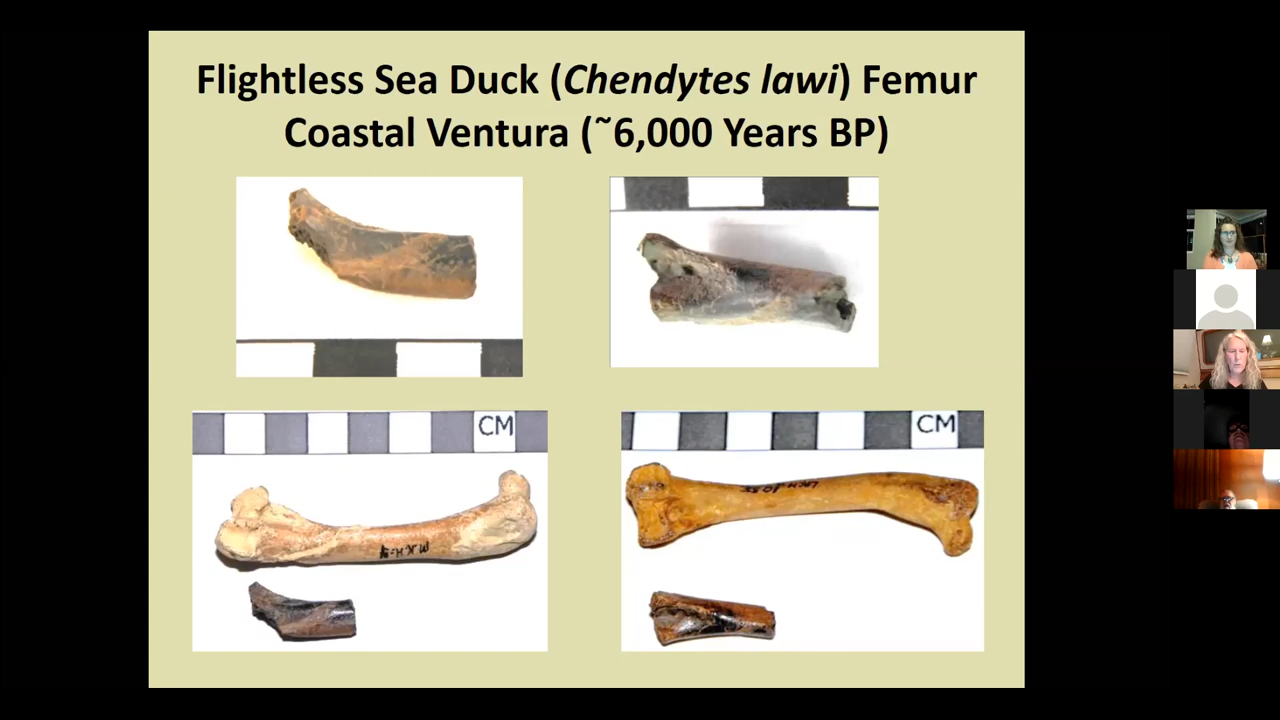 Flightless Sea Duck (Chendytes lawi) Femur
Coastal Ventura (~6,000 Years BP)
CM
CM